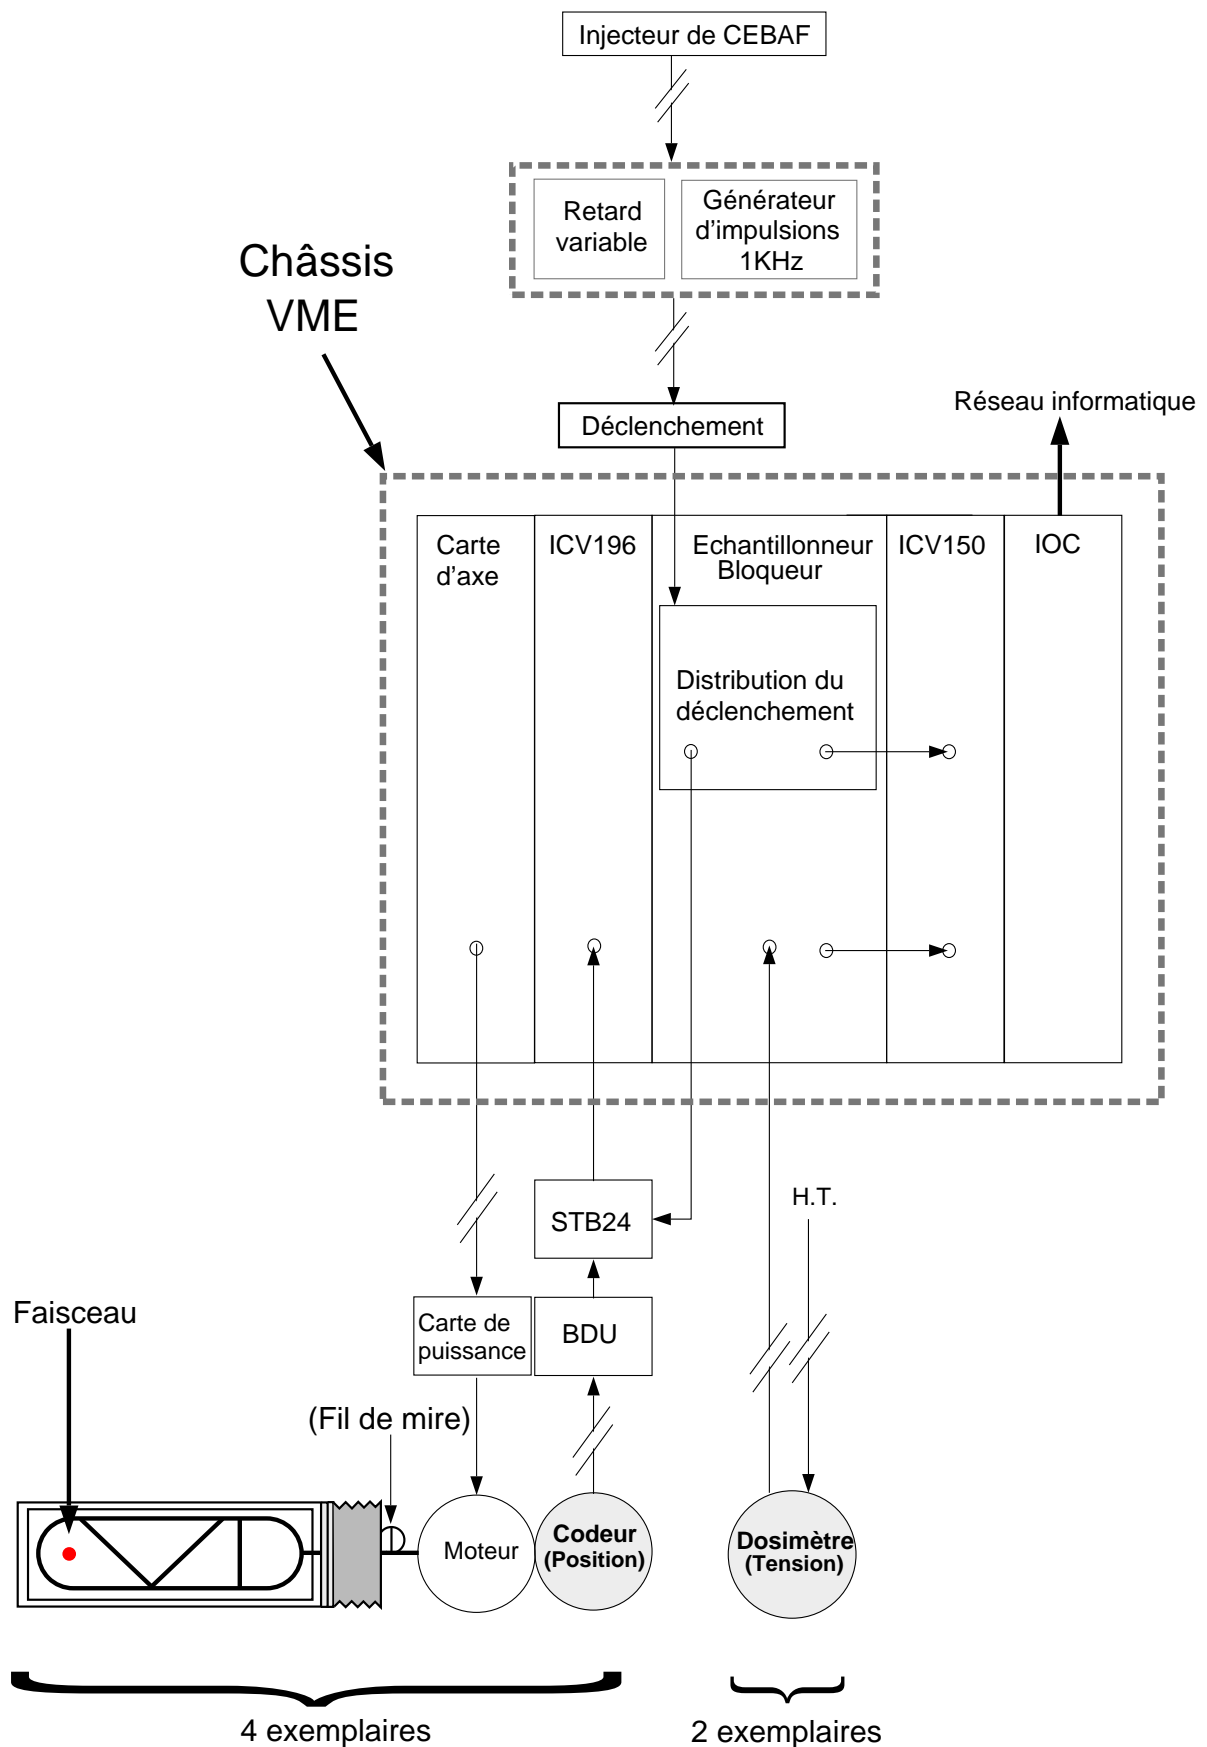 Injecteur de CEBAF
Retard
variable
Générateur
d'impulsions
1KHz
Châssis
VME
Déclenchement
Réseau informatique
Carte
d'axe
ICV196
Echantillonneur
Bloqueur
ICV150
IOC
Distribution du
déclenchement
STB24
H.T.
Faisceau
Carte de
puissance
BDU
(Fil de mire)
Moteur
Codeur
(Position)
Dosimètre
(Tension)
4 exemplaires
2 exemplaires